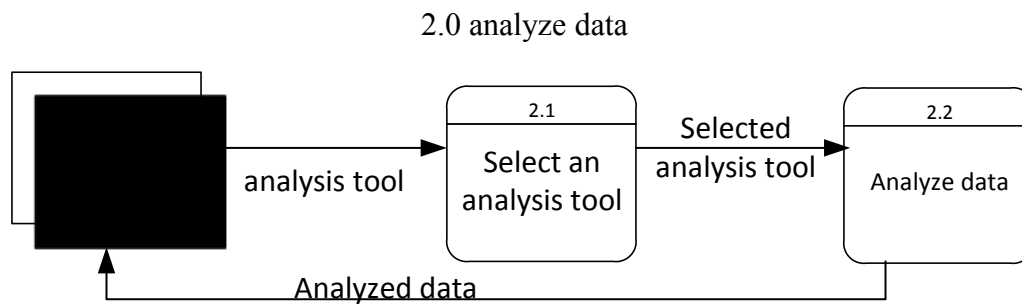 2.0 analyze data
analysis tool
2.1
Select an
analysis tool
Selected
analysis tool
2.2
Analyze data
Analyzed data